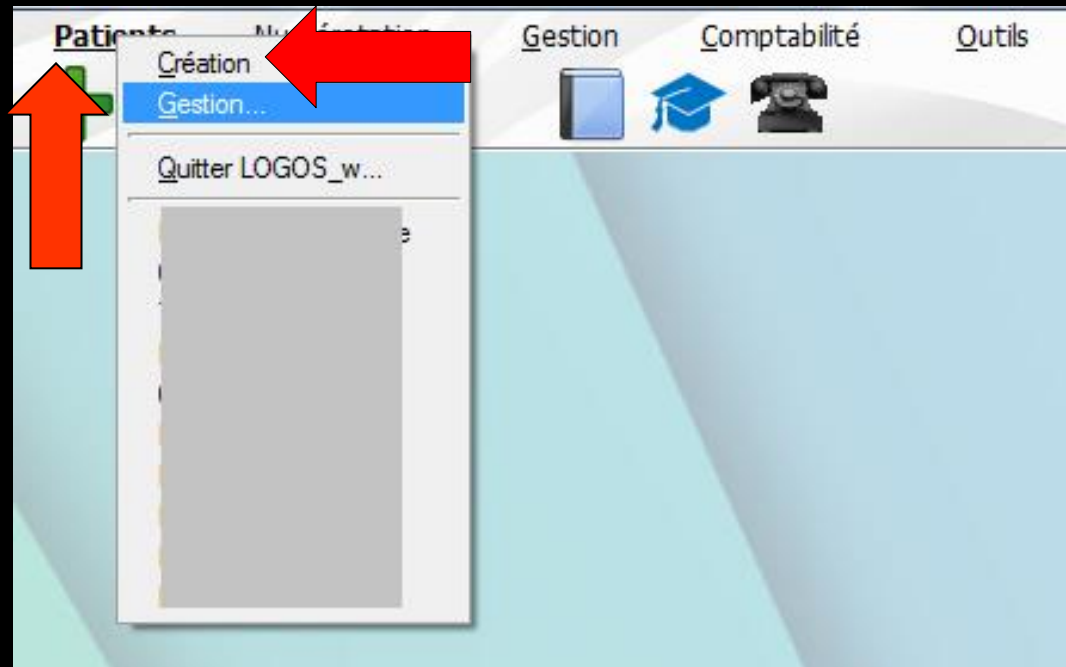 Patients Gestion Comptabilité Outils
Création
Gestion...
Quitter LOGOS_w...
e